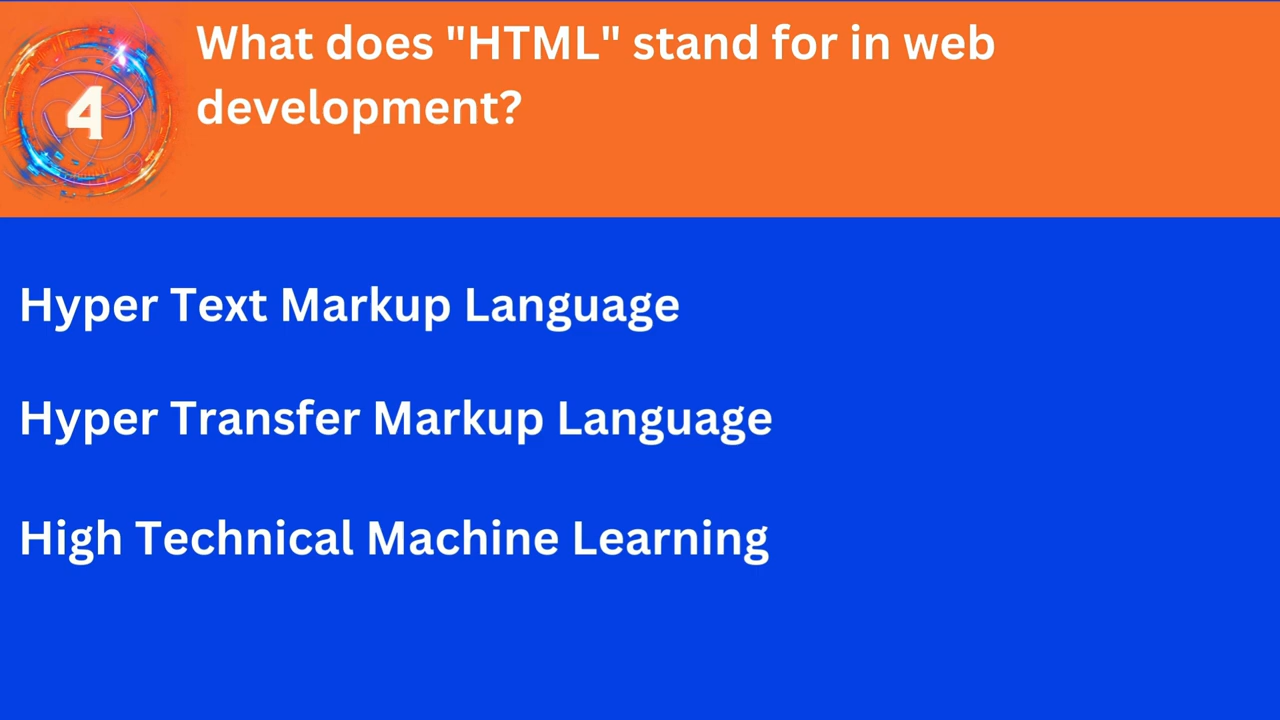 4
What does "HTML" stand for in web
development?
Hyper Text Markup Language
Hyper Transfer Markup Language
High Technical Machine Learning